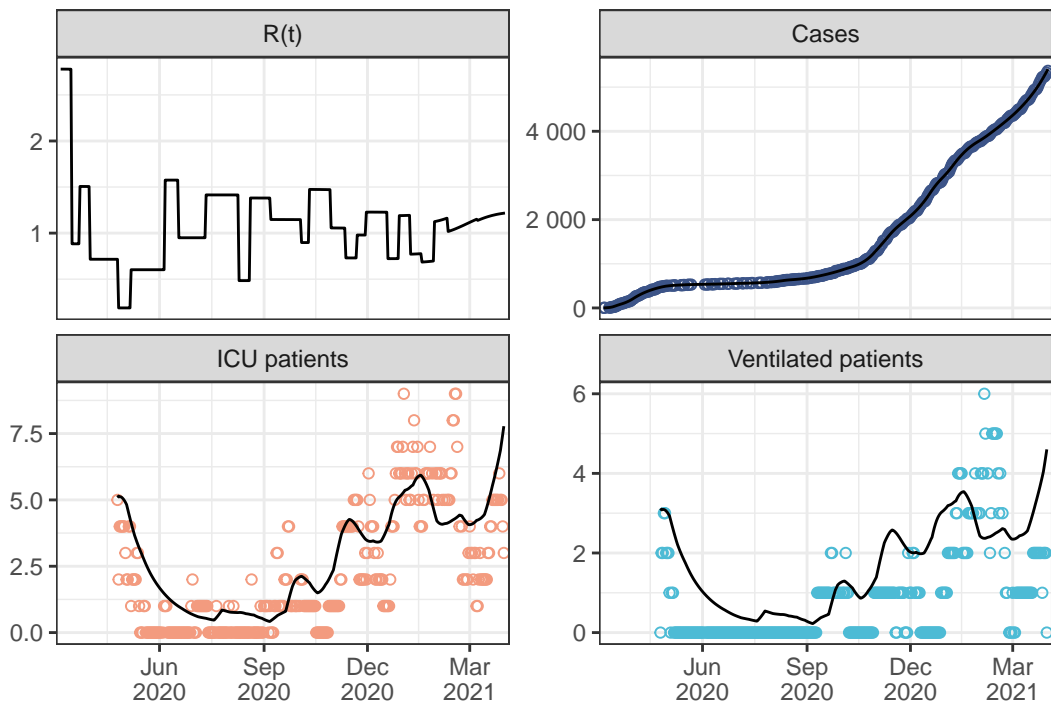 R(t)
Cases
2
1
4 000
2 000
0
ICU patients
Ventilated patients
7.5
5.0
2.5
0.0
6
4
2
0
Jun
2020
Sep
2020
Dec
2020
Mar
2021
Jun
2020
Sep
2020
Dec
2020
Mar
2021